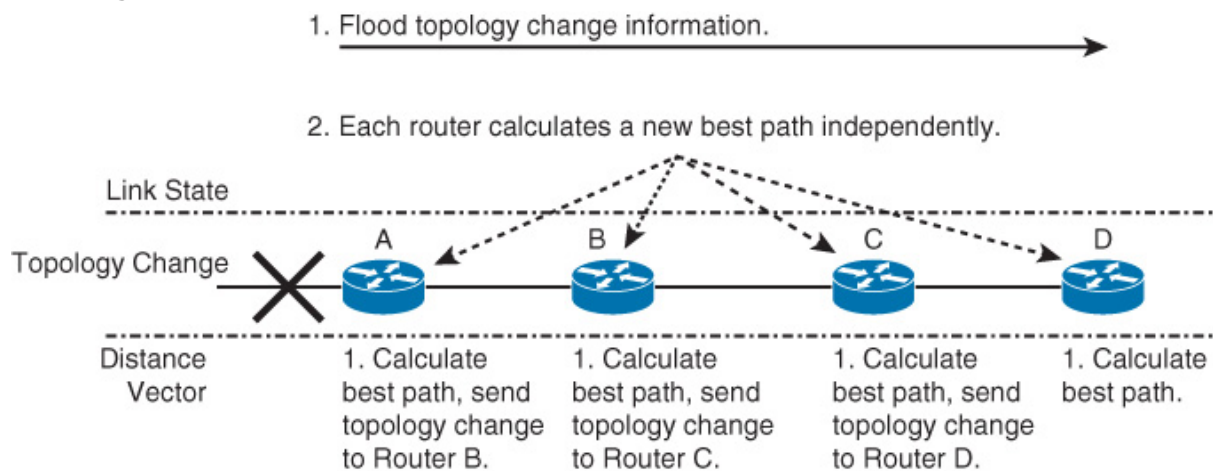 1. Flood topology change information.
2. Each router calculates a new best path independently.
Link State
A
B
C
D
Topology Change
Distance
Vector
1. Calculate
best path, send
topology change
to Router B.
1. Calculate
best path, send
topology change
to Router C.
1. Calculate
best path, send
topology change
to Router D.
1. Calculate
best path.